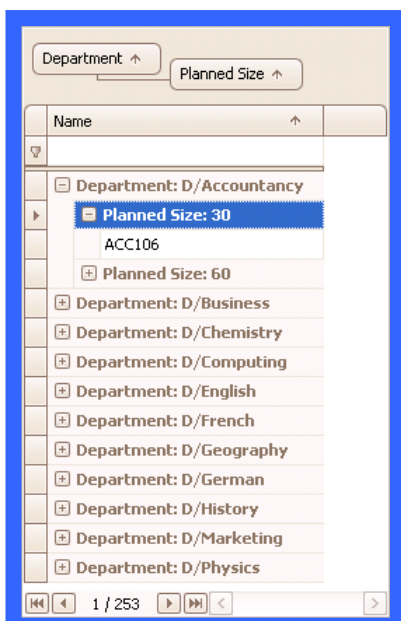 Department
Planned Size
Name
Department: D/Accountancy
Planned Size: 30
ACC106
Planned Size: 60
Department: D/Business
Department: D/Chemistry
Department: D/Computing
Department: D/English
Department: D/French
Department: D/Geography
Department: D/German
Department: D/History
Department: D/Marketing
Department: D/Physics
1 / 253